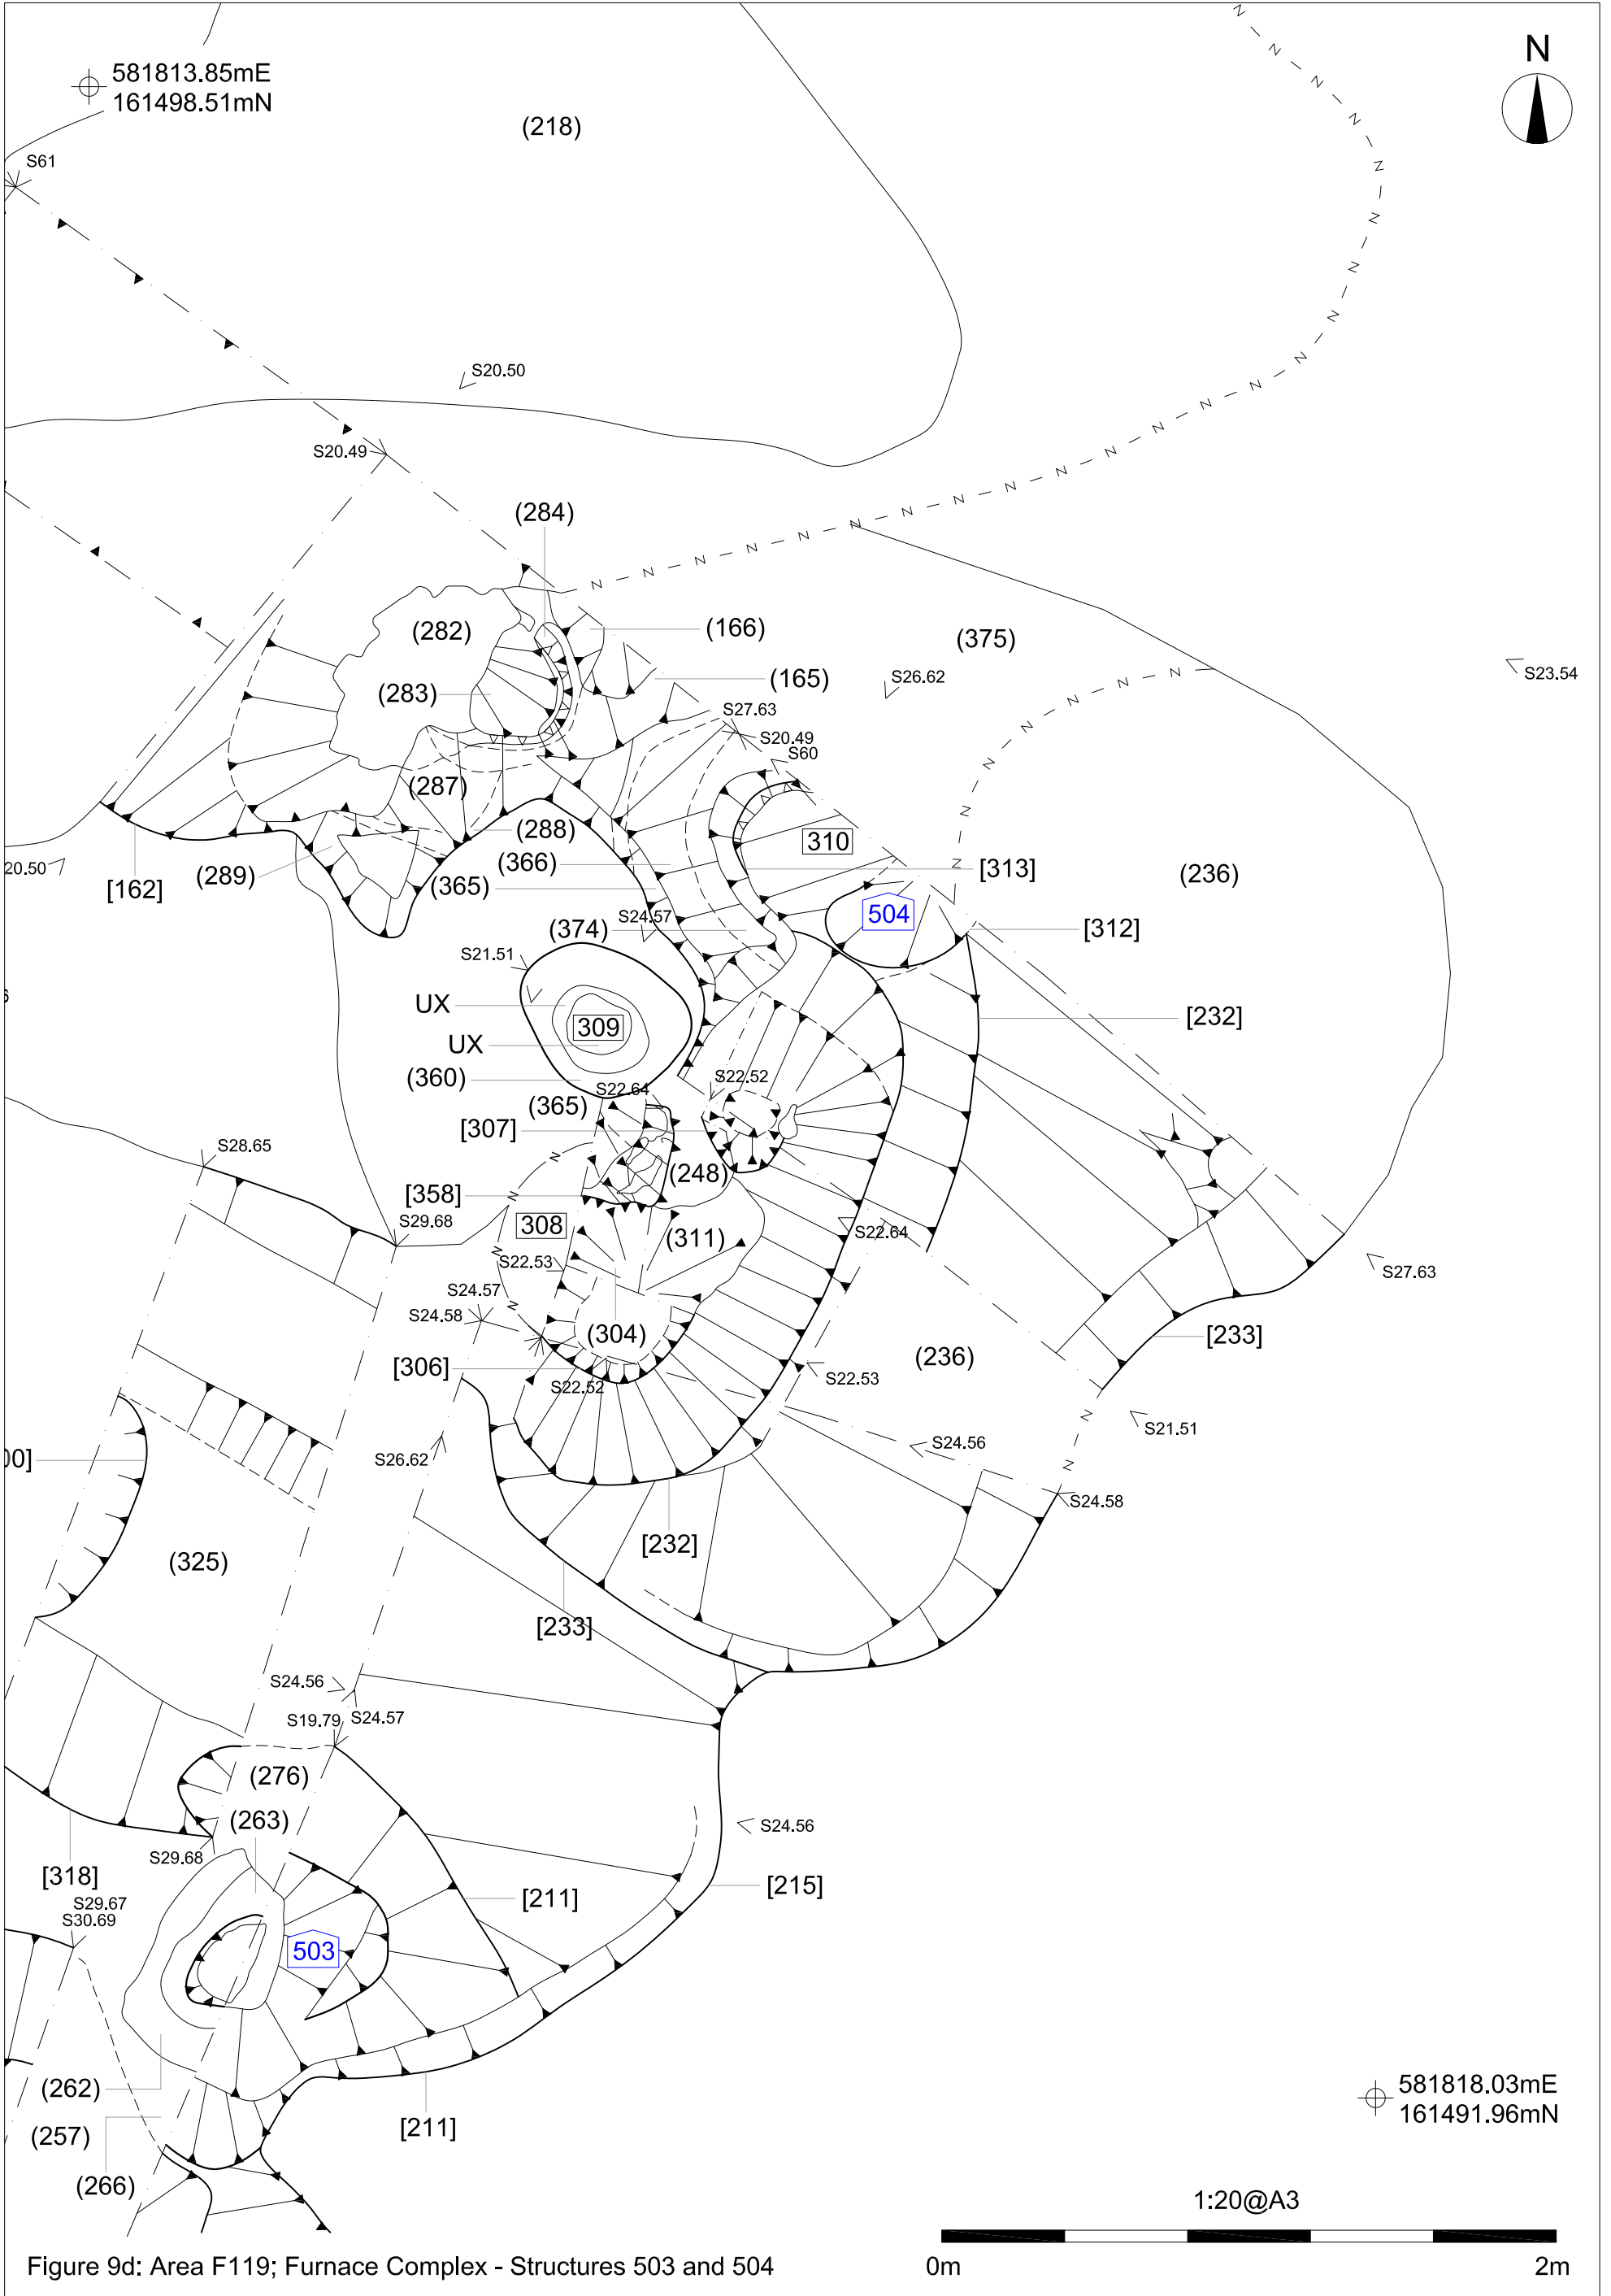 581813.85mE
161498.51mN
N
(218)
S61
S20.50
S20.49
(284)
(282)
(166)
(375)
(283)
(165)
S26.62
S23.54
S27.63
S20.49
S60
(287)
(288)
310
(366)
[313]
20.50
[162]
(289)
(365)
(236)
504
(374)
S24.57
[312]
S21.51
UX
309
[232]
UX
(360)
S22.52
S22.64
(365)
[307]
S28.65
(248)
[358]
308
S29.68
(311)
S22.64
S22.53
S27.63
S24.57
S24.58
(304)
[233]
(236)
[306]
S22.52
S22.53
S21.51
S24.56
00]
S26.62
S24.58
[232]
(325)
[233]
S24.56
S19.79
S24.57
(276)
(263)
S24.56
S29.68
[318]
[215]
[211]
S29.67
S30.69
503
(262)
581818.03mE
161491.96mN
[211]
(257)
(266)
1:20@A3
Figure 9d: Area F119; Furnace Complex - Structures 503 and 504
0m
2m